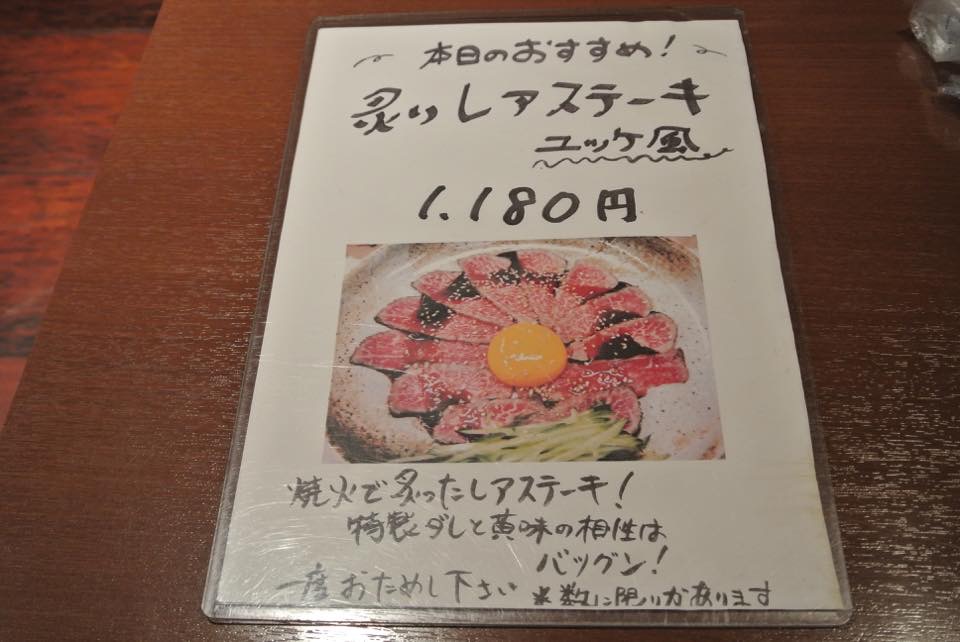 本日のおすすめ!
炙りレアステーキ
ユッケ風
1,180円
焼火で炙ったレアステーキ!
特製ダレと黄味の相性は
バツグン!
一度おためし下さい
※数に限りがあります